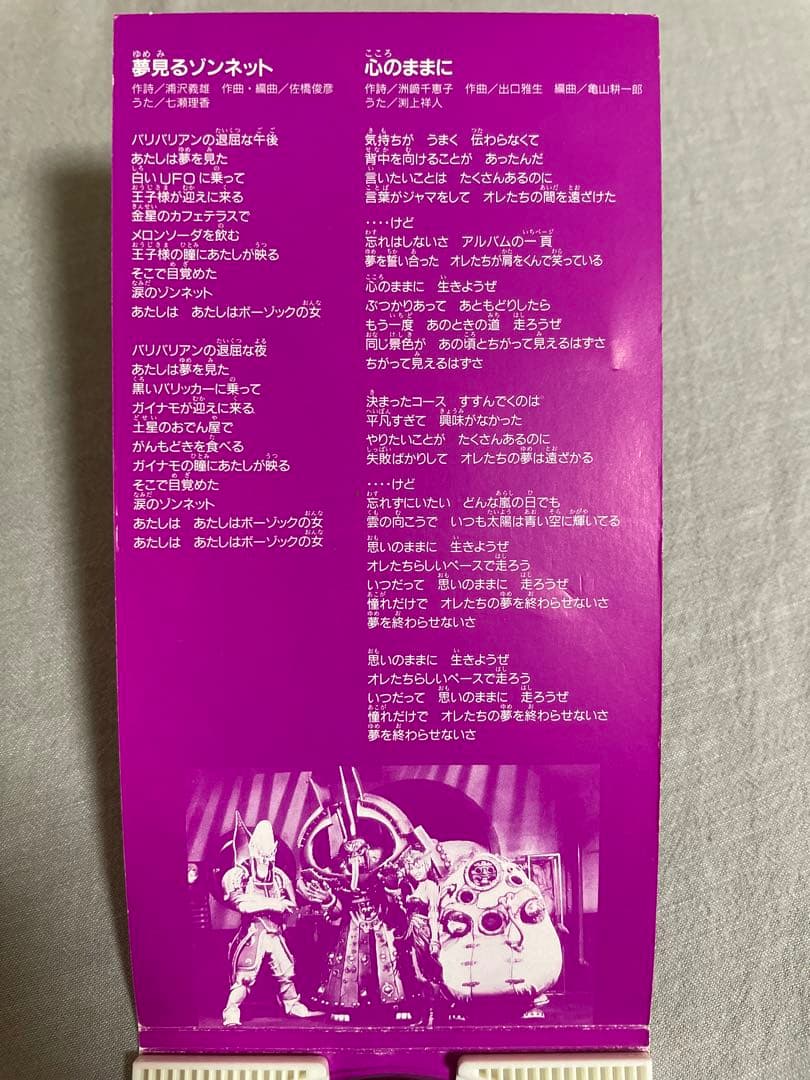 夢見るゾンネット
作詩／浦沢義雄　作曲・編曲／佐橋俊彦
うた／七瀬理香
バリバリアンの退屈な午後
あたしは夢を見た
白いUFOに乗って
王子様が迎えに来る
金星のカフェテラスで
メロンソーダを飲む
王子様の瞳にあたしが映る
そこで目覚めた
涙のゾンネット
あたしは　あたしはボーゾックの女
バリバリアンの退屈な夜
あたしは夢を見た
黒いバリッカーに乗って
ガイナモが迎えに来る
土星のおでん屋で
がんもどきを食べる
ガイナモの瞳にあたしが映る
そこで目覚めた
涙のゾンネット
あたしは　あたしはボーゾックの女
あたしは　あたしはボーゾックの女
心のままに
作詩／洲﨑千恵子　作曲／出口雅生　編曲／亀山耕一郎
うた／渕上祥人
気持ちが　うまく　伝わらなくて
背中を向けることが　あったんだ
言いたいことは　たくさんあるのに
言葉がジャマをして　オレたちの間を遠ざけた
‥‥けど
忘れはしないさ　アルバムの一頁
夢を誓い合った　オレたちが肩をくんで笑っている
心のままに　生きようぜ
ぶつかりあって　あともどりしたら
もう一度　あのときの道　走ろうぜ
同じ景色が　あの頃とちがって見えるはずさ
ちがって見えるはずさ
決まったコース　すすんでくのは
平凡すぎて　興味がなかった
やりたいことが　たくさんあるのに
失敗ばかりして　オレたちの夢は遠ざかる
‥‥けど
忘れずにいたい　どんな嵐の日でも
雲の向こうで　いつも太陽は青い空に輝いてる
思いのままに　生きようぜ
オレたちらしいペースで走ろう
いつだって　思いのままに　走ろうぜ
憧れだけで　オレたちの夢を終わらせないさ
夢を終わらせないさ
思いのままに　生きようぜ
オレたちらしいペースで走ろう
いつだって　思いのままに　走ろうぜ
憧れだけで　オレたちの夢を終わらせないさ
夢を終わらせないさ